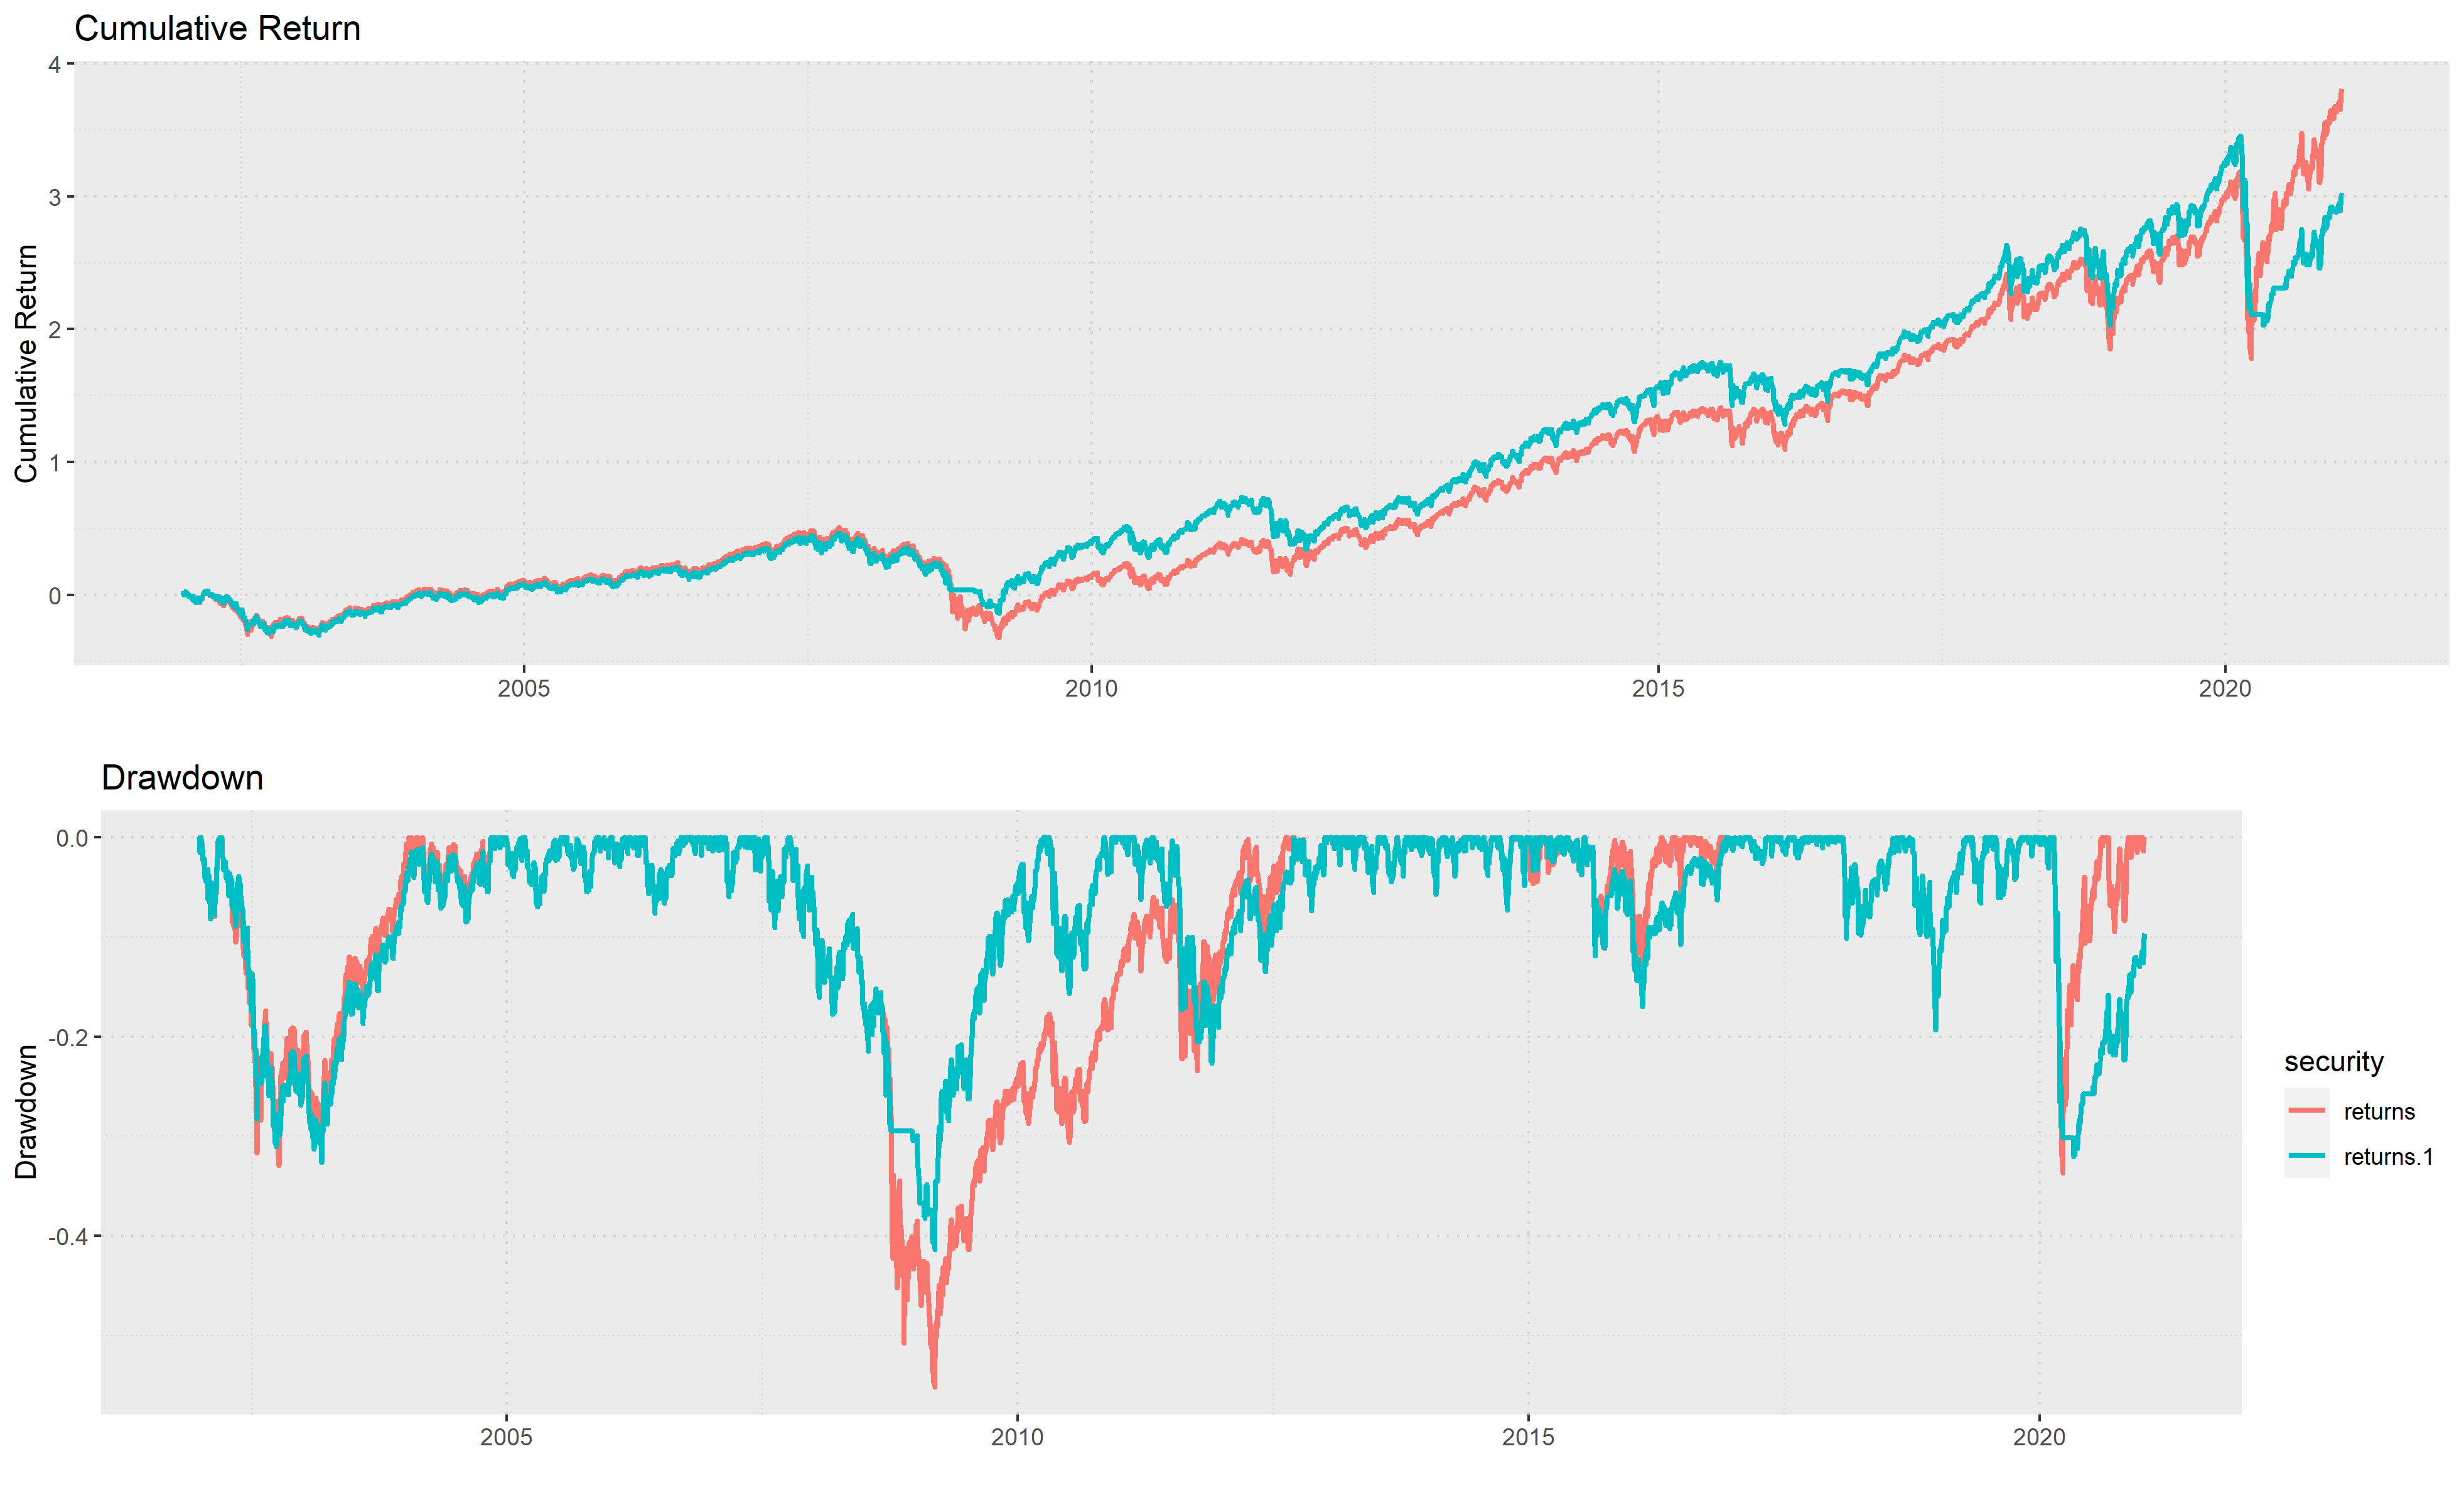 Cumulative Return
Cumulative Return
4
3
2
1
0
2005 2010 2015 2020
Drawdown
Drawdown
0.0
-0.2
-0.4
2005 2010 2015 2020
security
returns
returns.1